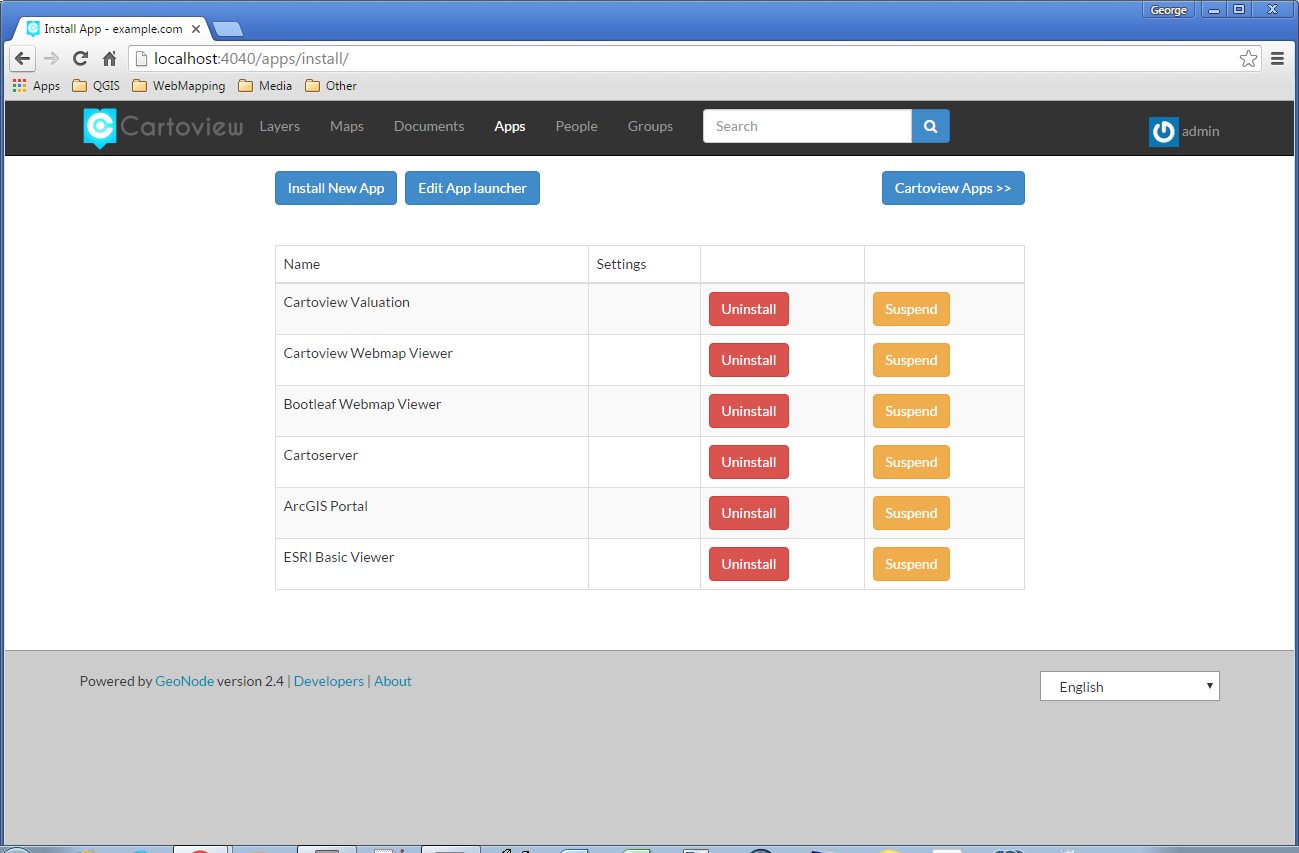 George
Install App - example.com
localhost:4040/apps/install/
Apps QGIS WebMapping Media Other
Cartoview Layers Maps Documents Apps People Groups Search admin
Install New App Edit App launcher Cartoview Apps >>
Name Settings
Cartoview Valuation Uninstall Suspend
Cartoview Webmap Viewer Uninstall Suspend
Bootleaf Webmap Viewer Uninstall Suspend
Cartoserver Uninstall Suspend
ArcGIS Portal Uninstall Suspend
ESRI Basic Viewer Uninstall Suspend
Powered by GeoNode version 2.4 | Developers | About English